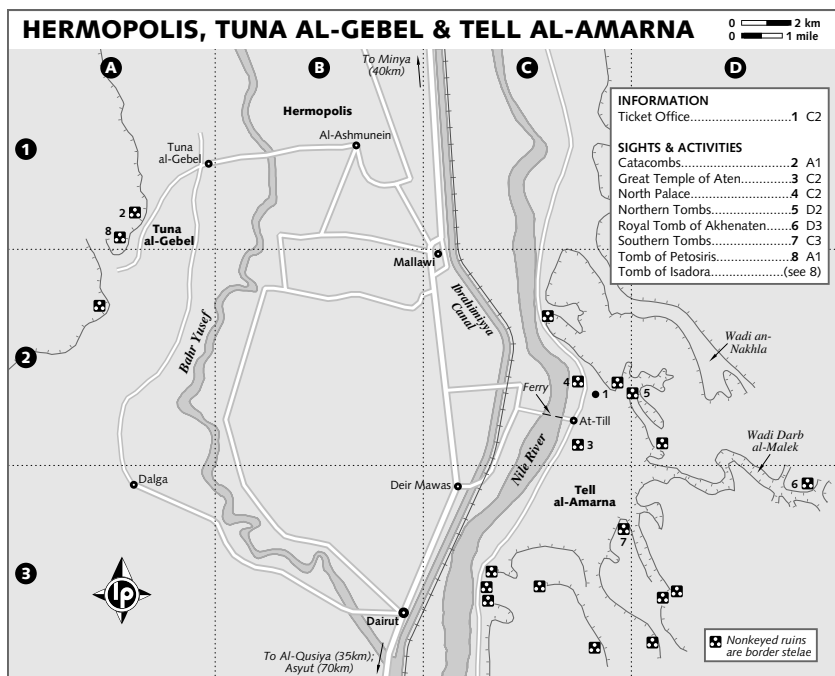 HERMOPOLIS, TUNA AL-GEBEL & TELL AL-AMARNA
0 2 km
0 1 mile
A
B
C
D
To Minya
(40km)
INFORMATION
Ticket Office..............................1 C2
SIGHTS & ACTIVITIES
Catacombs..............................2 A1
Great Temple of Aten..............3 C2
North Palace..........................4 C2
Northern Tombs.....................5 D2
Royal Tomb of Akhenaten.......6 D3
Southern Tombs.....................7 C3
Tomb of Petosiris....................8 A1
Tomb of Isadora.....................(see 8)
Hermopolis
1
Tuna
al-Gebel
Al-Ashmunein
2
8
Tuna
al-Gebel
Mallawi
Ibrahimiyya
Canal
Bahr Yusef
2
Wadi an-
Nakhla
Ferry
4
1
5
At-Till
3
Nile River
Wadi Darb
al-Malek
6
Dalga
Deir Mawas
Tell
al-Amarna
7
3
lp
Dairut
To Al-Qusiya (35km);
Asyut (70km)
Nonkeyed ruins
are border stelae